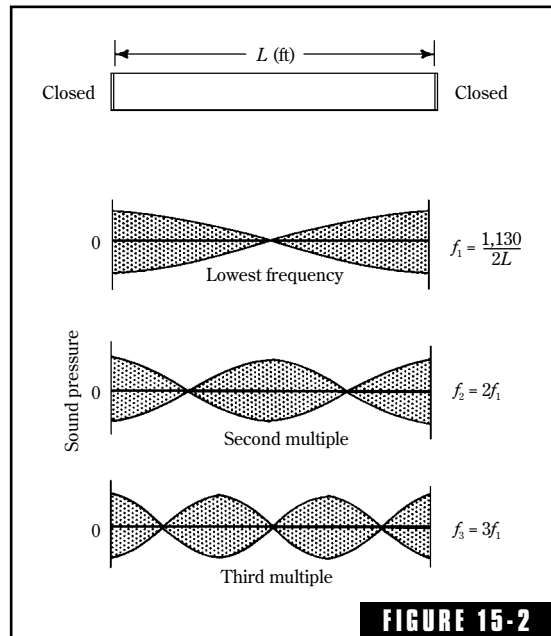 L (ft)
Closed
Closed
Sound pressure
0
f₁ = 1,130 / 2L
Lowest frequency
0
f₂ = 2f₁
Second multiple
0
f₃ = 3f₁
Third multiple
FIGURE 15-2